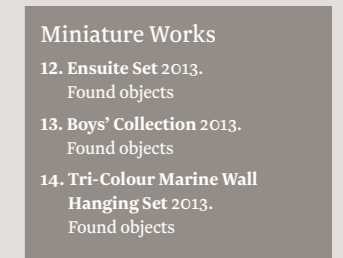 Miniature Works
12. Ensuite Set 2013.
Found objects
13. Boys’ Collection 2013.
Found objects
14. Tri-Colour Marine Wall
Hanging Set 2013.
Found objects